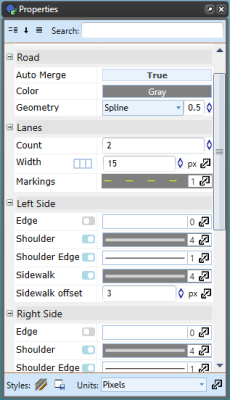 Properties
Search:
Road
Auto Merge True
Color Gray
Geometry Spline 0.5
Lanes
Count 2
Width 15 px
Markings 1
Left Side
Edge 0
Shoulder 4
Shoulder Edge 1
Sidewalk 4
Sidewalk offset 3 px
Right Side
Edge 0
Shoulder 4
Shoulder Edge 1
Styles: Units: Pixels